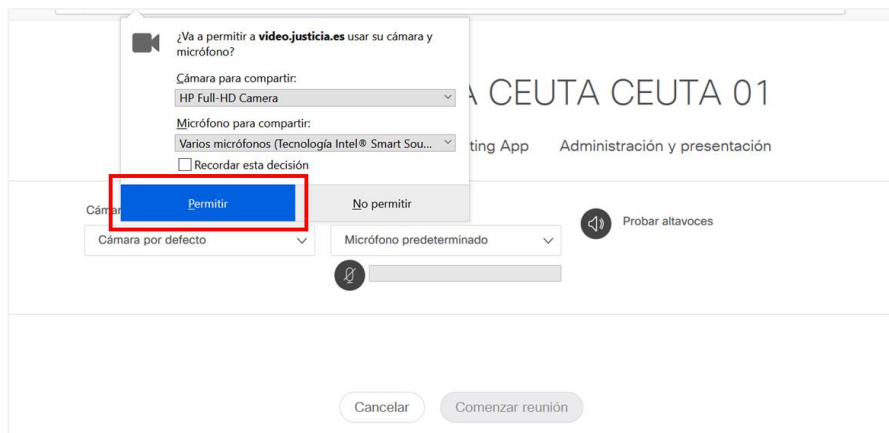 ¿Va a permitir a video.justicia.es usar su cámara y
micrófono?
Cámara para compartir:
HP Full-HD Camera
Micrófono para compartir:
Varios micrófonos (Tecnología Intel® Smart Sou...
Recordar esta decisión
Permitir
No permitir
CEUTA CEUTA 01
ting App
Administración y presentación
Cámar
Cámara por defecto
Micrófono predeterminado
Probar altavoces
Cancelar
Comenzar reunión